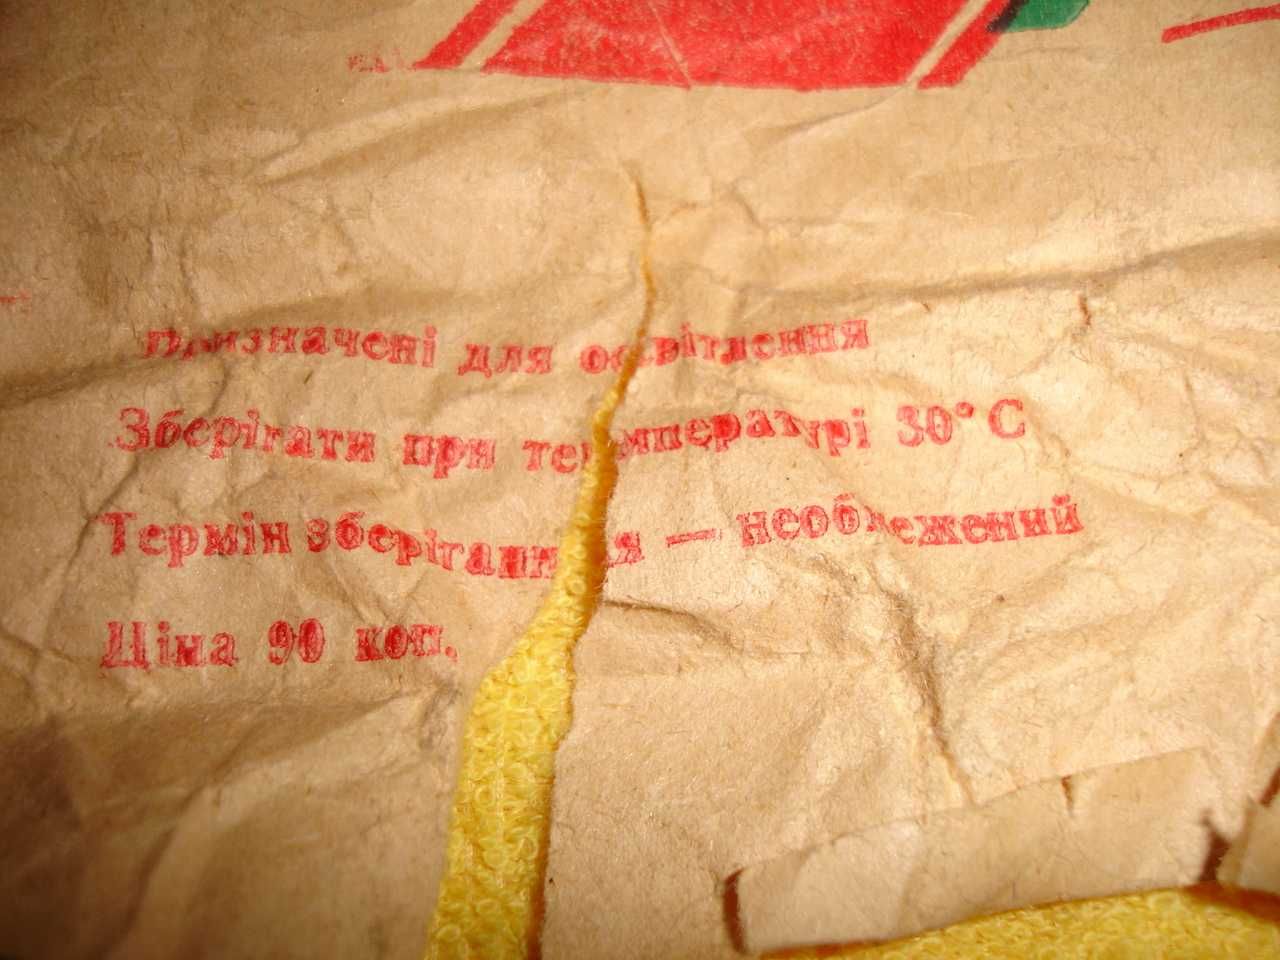 Призначені для освітлення
Зберігати при температурі 30°С
Термін зберігання — необмежений
Ціна 90 коп.